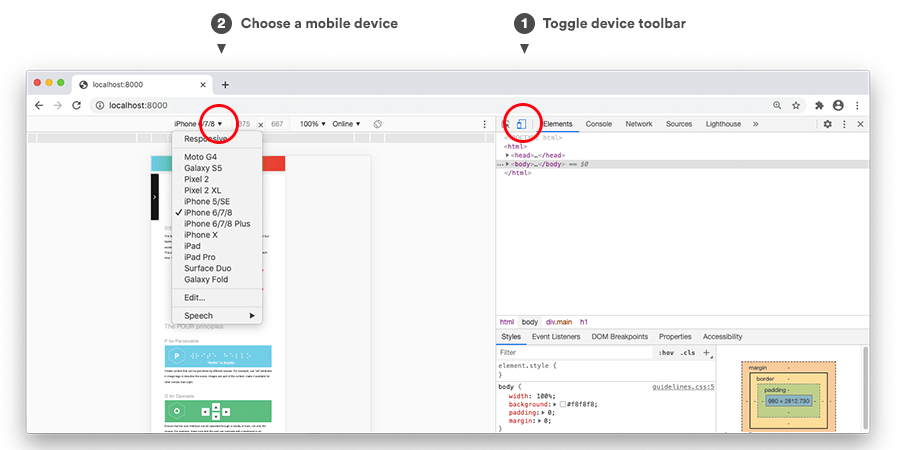 2 Choose a mobile device
1 Toggle device toolbar
localhost:8000
localhost:8000
iPhone 6/7/8
375 × 667
100%
Online
Responsive
Moto G4
Galaxy S5
Pixel 2
Pixel 2 XL
iPhone 5/SE
iPhone 6/7/8
iPhone 6/7/8 Plus
iPhone X
iPad
iPad Pro
Surface Duo
Galaxy Fold
Edit...
Speech
The POUR principles
P for Perceivable
P
O for Operable
O
Elements Console Network Sources Lighthouse »
<!DOCTYPE html>
<html>
<head>…</head>
<body>…</body> == $0
</html>
html body div.main h1
Styles Event Listeners DOM Breakpoints Properties Accessibility
Filter :hov .cls +
element.style {
}
body { guidelines.css:5
width: 100%;
background: #f8f8f8;
padding: 0;
margin: 0;
}
margin -
border -
padding -
- - - 980 × 2812.730 - - -
-
-